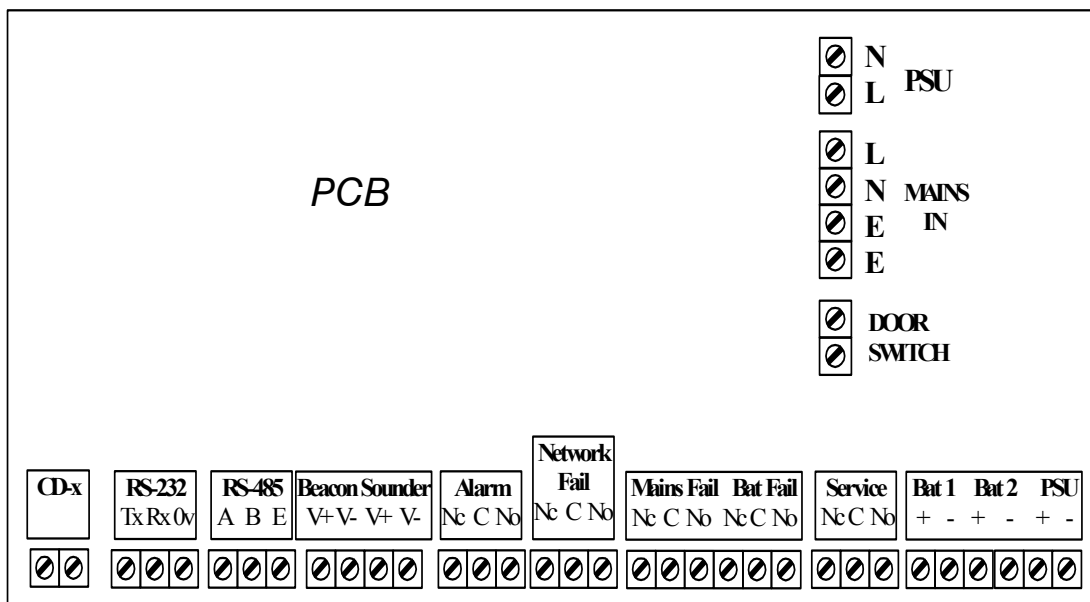 N
PSU
L
L
N
MAINS
IN
E
E
DOOR
SWITCH
PCB
CD-x
RS-232
Tx Rx 0v
RS-485
A B E
Beacon Sounder
V+ V- V+ V-
Alarm
Nc C No
Network
Fail
Nc C No
Mains Fail Bat Fail
Nc C No Nc C No
Service
Nc C No
Bat 1 Bat 2 PSU
+ - + - + -